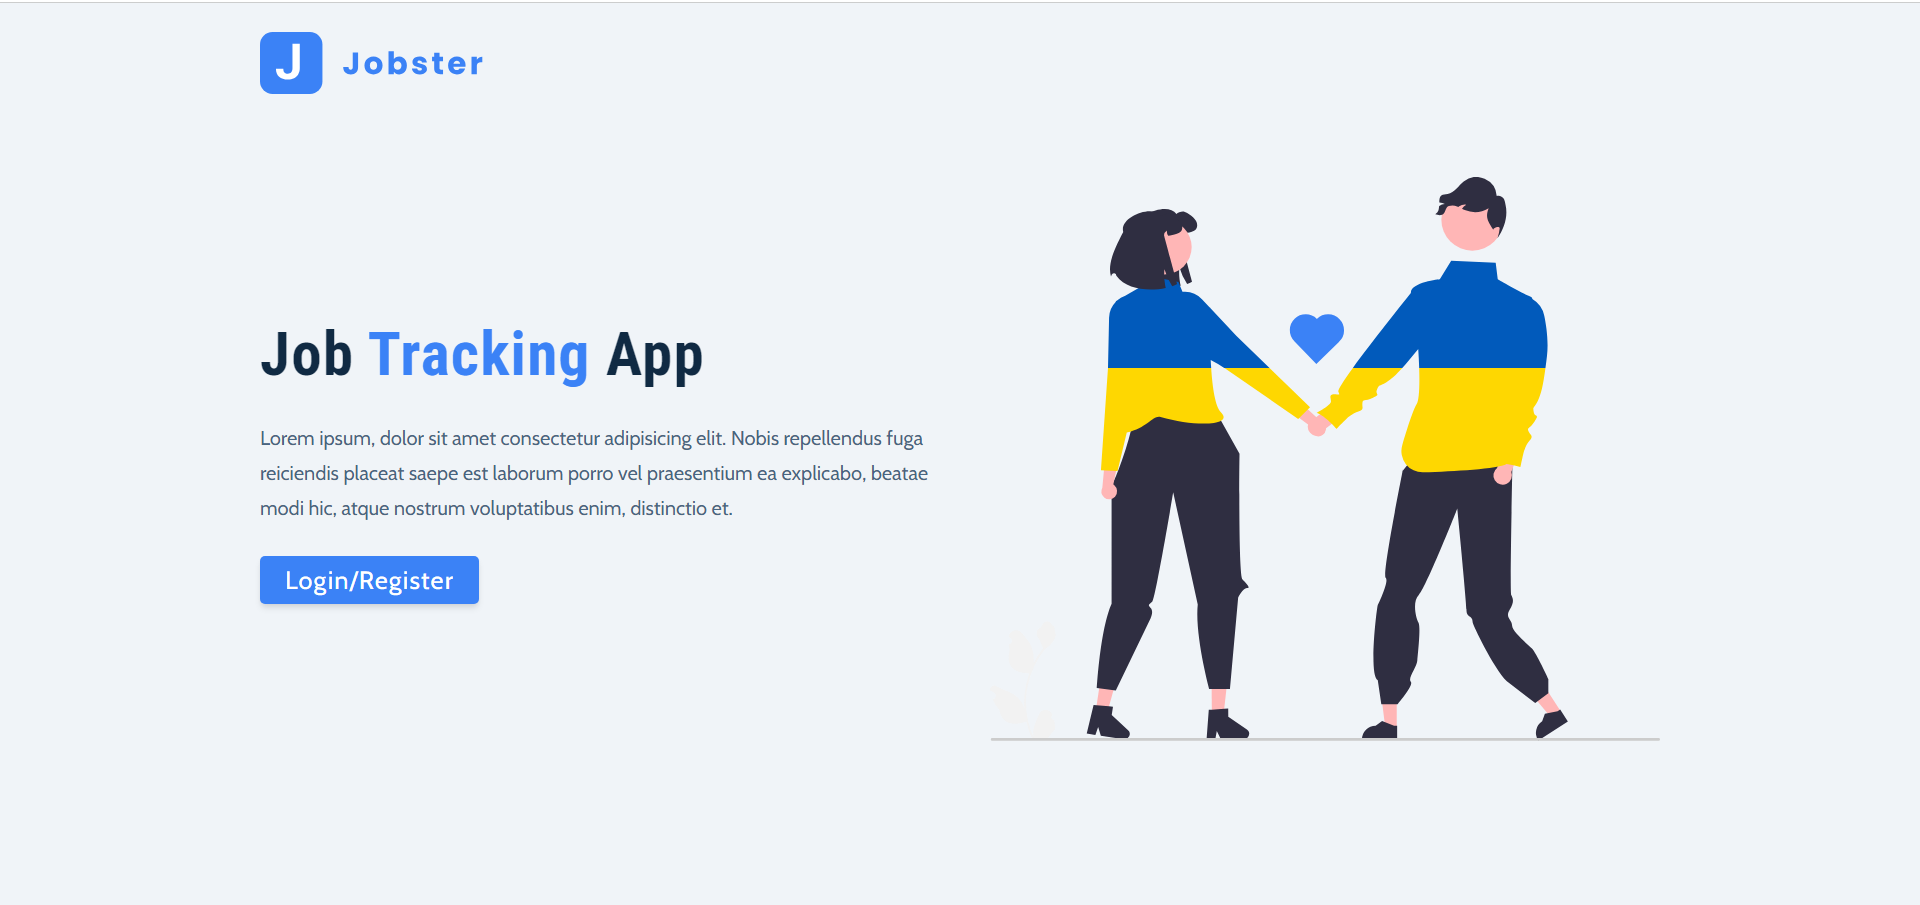 J Jobster
Job Tracking App
Lorem ipsum, dolor sit amet consectetur adipisicing elit. Nobis repellendus fuga
reiciendis placeat saepe est laborum porro vel praesentium ea explicabo, beatae
modi hic, atque nostrum voluptatibus enim, distinctio et.
Login/Register